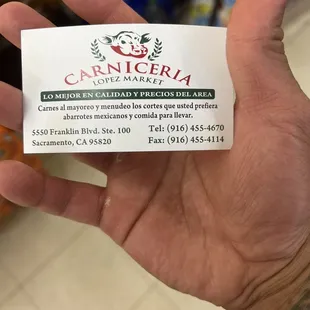 CARNICERIA
LOPEZ MARKET
LO MEJOR EN CALIDAD Y PRECIOS DEL AREA
Carnes al mayoreo y menudeo los cortes que usted prefiera
abarrotes mexicanos y comida para llevar.
5550 Franklin Blvd. Ste. 100
Sacramento, CA 95820
Tel: (916) 455-4670
Fax: (916) 455-4114